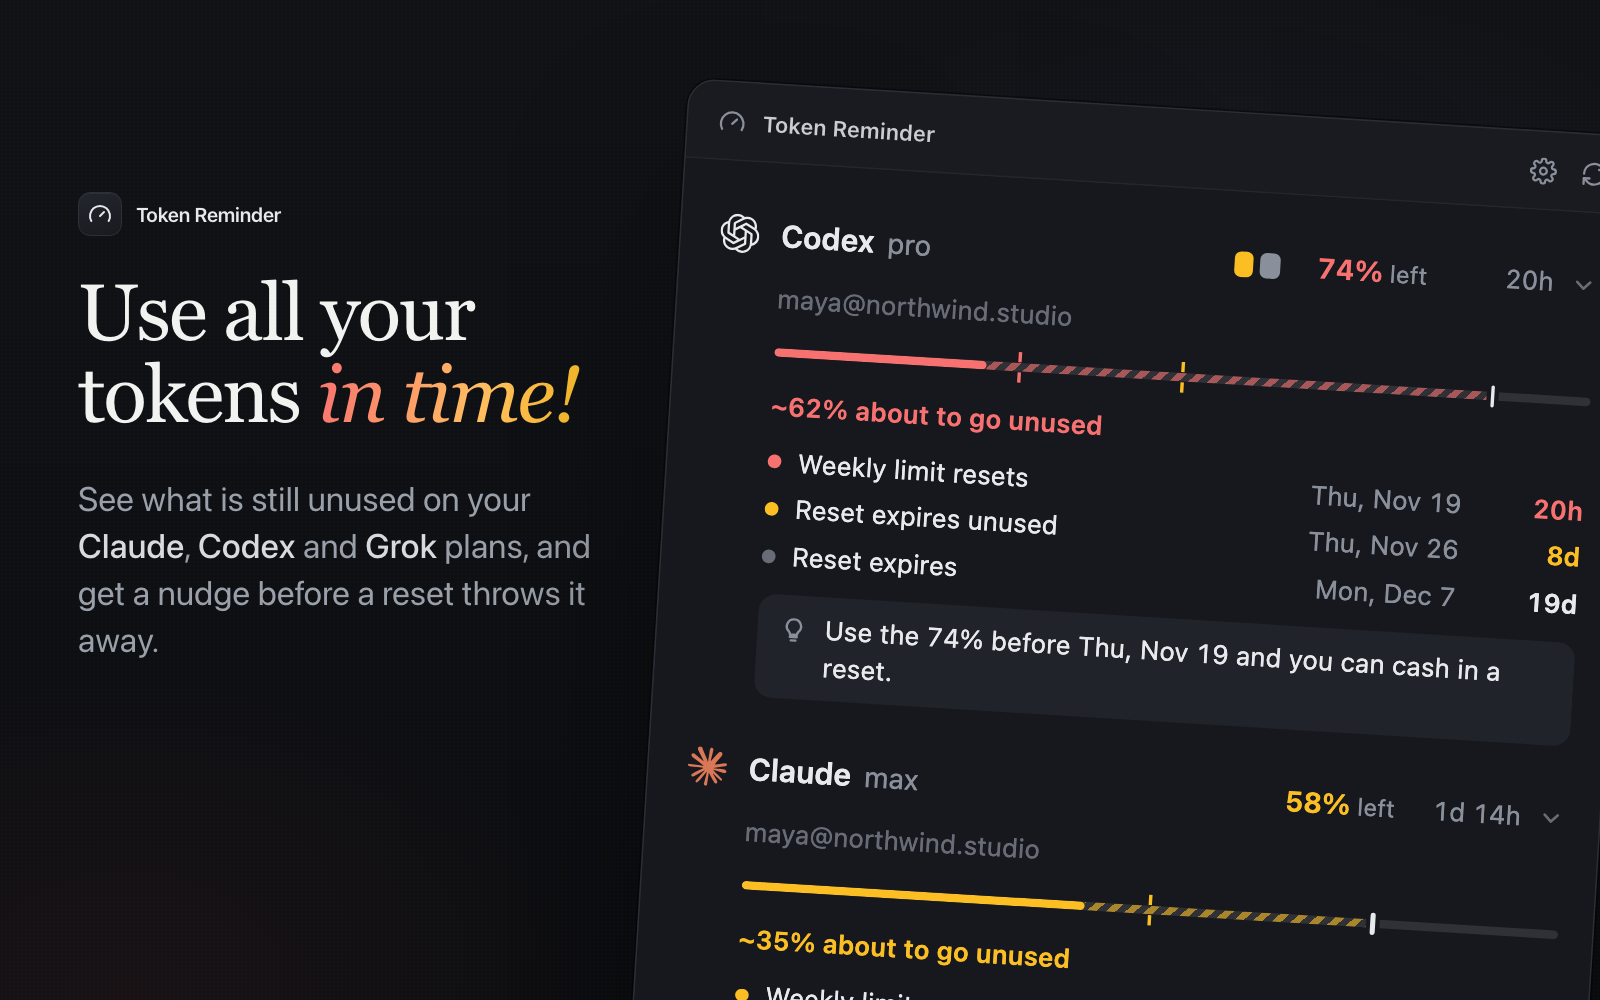 Token Reminder
Use all your
tokens in time!
See what is still unused on your
Claude, Codex and Grok plans, and
get a nudge before a reset throws it
away.
Token Reminder
Codex pro
74% left
20h
maya@northwind.studio
~62% about to go unused
Weekly limit resets
Thu, Nov 19
20h
Reset expires unused
Thu, Nov 26
8d
Reset expires
Mon, Dec 7
19d
Use the 74% before Thu, Nov 19 and you can cash in a
reset.
Claude max
58% left
1d 14h
maya@northwind.studio
~35% about to go unused
Weekly limit